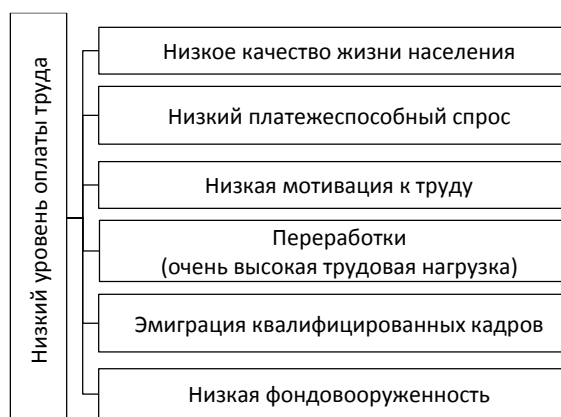 Низкий уровень оплаты труда
Низкое качество жизни населения
Низкий платежеспособный спрос
Низкая мотивация к труду
Переработки
(очень высокая трудовая нагрузка)
Эмиграция квалифицированных кадров
Низкая фондовооруженность